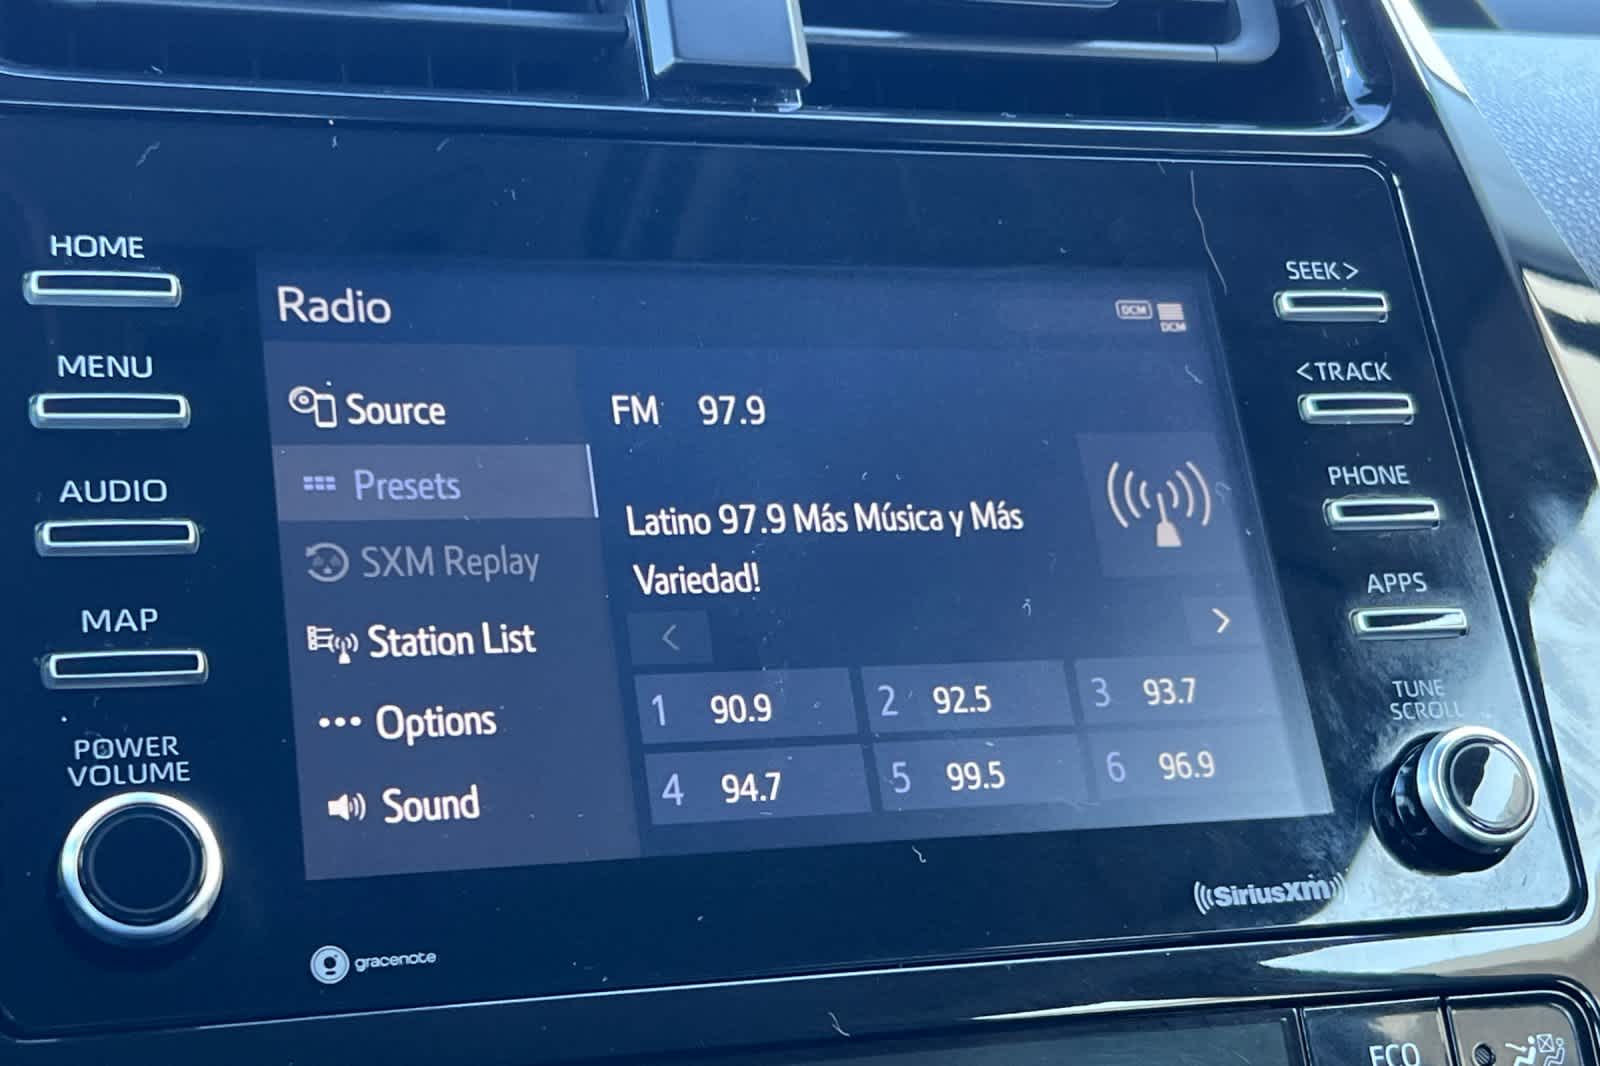 HOME
MENU
AUDIO
MAP
POWER
VOLUME
Radio
DCM
DCM
Source
Presets
SXM Replay
Station List
Options
Sound
FM 97.9
Latino 97.9 Más Música y Más
Variedad!
<
>
1 90.9
2 92.5
3 93.7
4 94.7
5 99.5
6 96.9
SEEK >
< TRACK
PHONE
APPS
TUNE
SCROLL
gracenote
SiriusXM
ECO